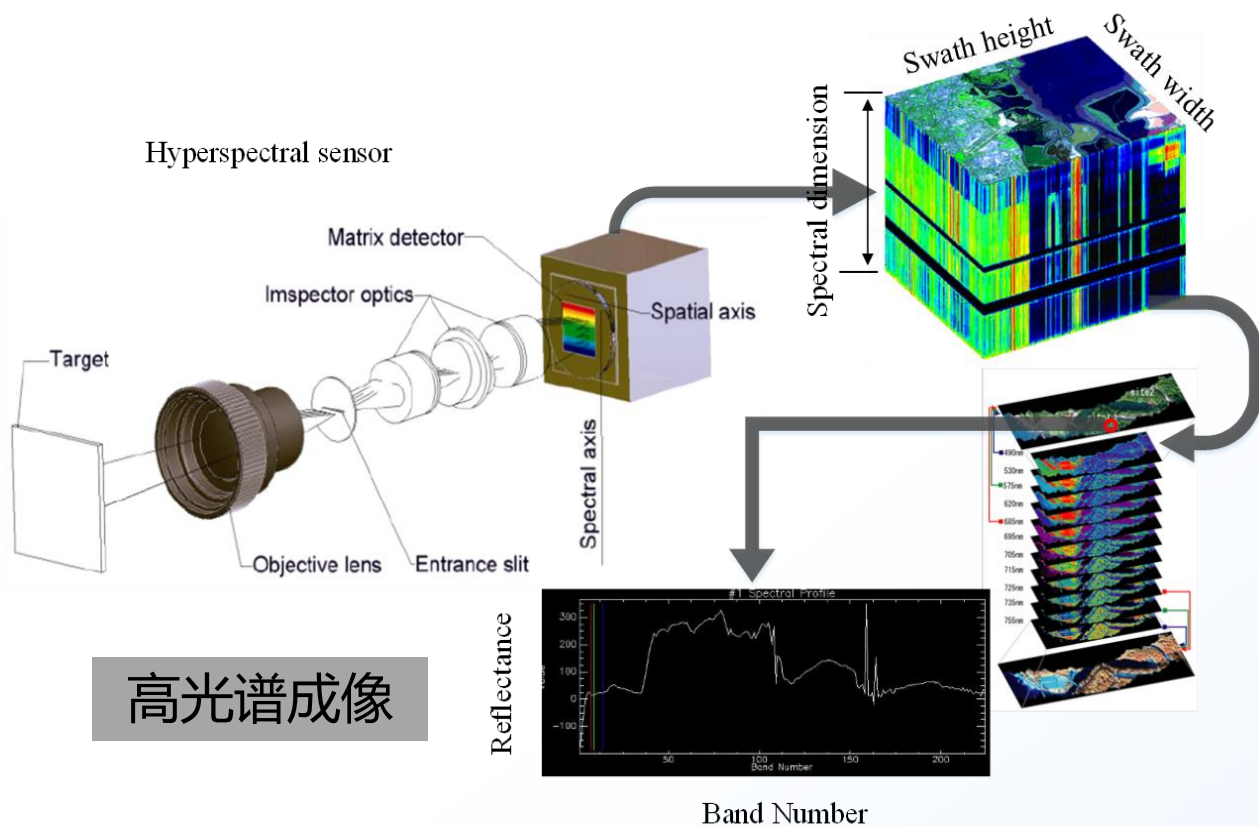 Swath height
Swath width
Spectral dimension
Hyperspectral sensor
Matrix detector
Imspector optics
Spatial axis
Target
Spectral axis
Objective lens
Entrance slit
site2
490nm
530nm
575nm
620nm
685nm
695nm
705nm
715nm
725nm
735nm
755nm
#1 Spectral Profile
300
200
100
0
-100
50
100
150
200
Band Number
Reflectance
Band Number
高光谱成像